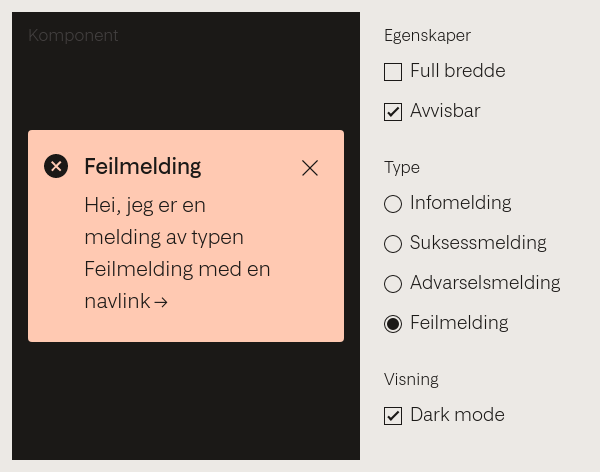 Komponent
Feilmelding
Hei, jeg er en
melding av typen
Feilmelding med en
navlink →
Egenskaper
Full bredde
Avvisbar
Type
Infomelding
Suksessmelding
Advarselsmelding
Feilmelding
Visning
Dark mode